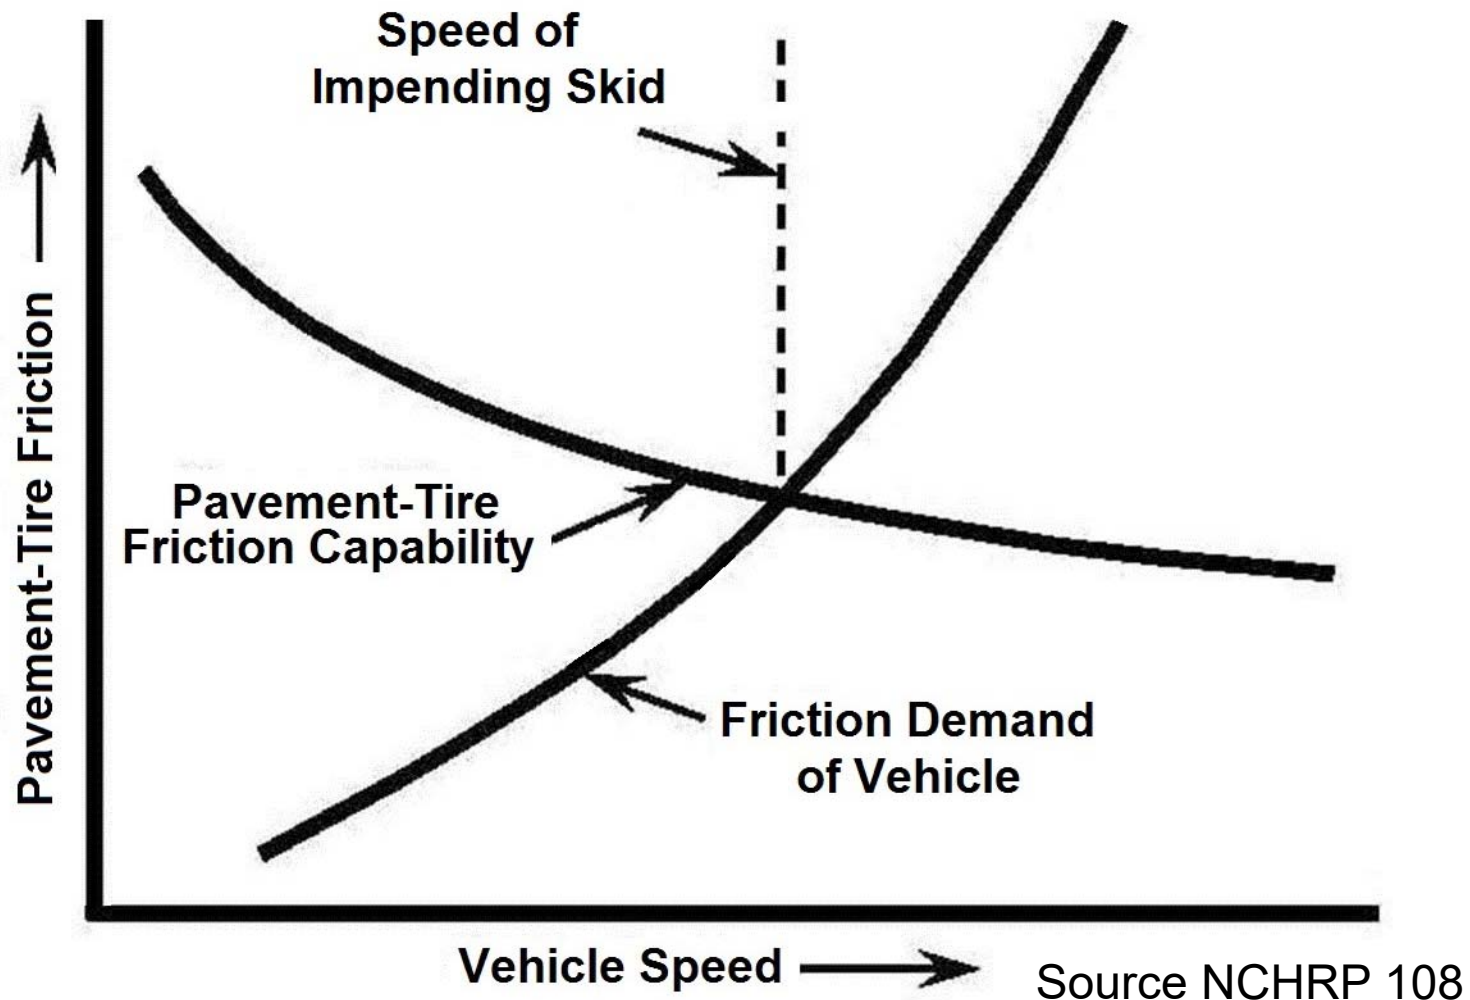 Speed of
Impending Skid
Pavement-Tire Friction
Pavement-Tire
Friction Capability
Friction Demand
of Vehicle
Vehicle Speed
Source NCHRP 108